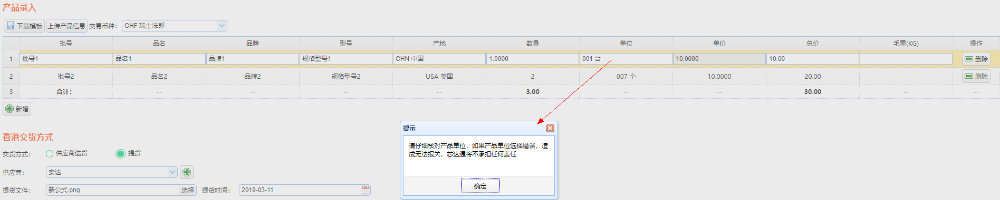 产品录入
下载模板 上传产品信息 交易币种： CHF 瑞士法郎
批号 品名 品牌 型号 产地 数量 单位 单价 总价 毛重(KG) 操作
1 批号1 品名1 品牌1 规格型号1 CHN 中国 1.0000 001 台 10.0000 10.00 删除
2 批号2 品名2 品牌2 规格型号2 USA 美国 2 007 个 10.0000 20.00 删除
3 合计： -- -- -- -- 3.00 -- -- 30.00 -- --
新增
提示
请仔细核对产品单位，如果产品单位选择错误，造
成无法报关，芯达通将不承担任何责任
确定
香港交货方式
交货方式： 供应商送货 提货
供应商： 安达
提货文件： 新公式.png 选择 提货时间： 2019-03-11